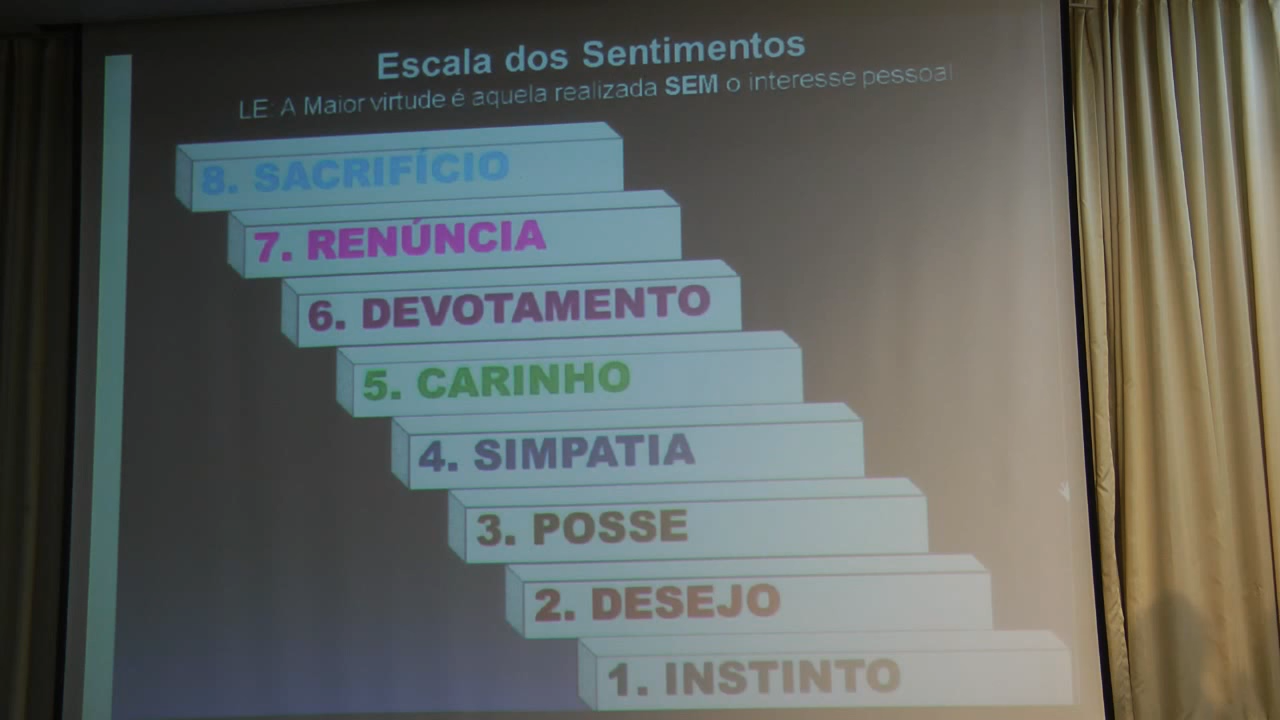 Escala dos Sentimentos
LE: A Maior virtude é aquela realizada SEM o interesse pessoal
8. SACRIFÍCIO
7. RENÚNCIA
6. DEVOTAMENTO
5. CARINHO
4. SIMPATIA
3. POSSE
2. DESEJO
1. INSTINTO